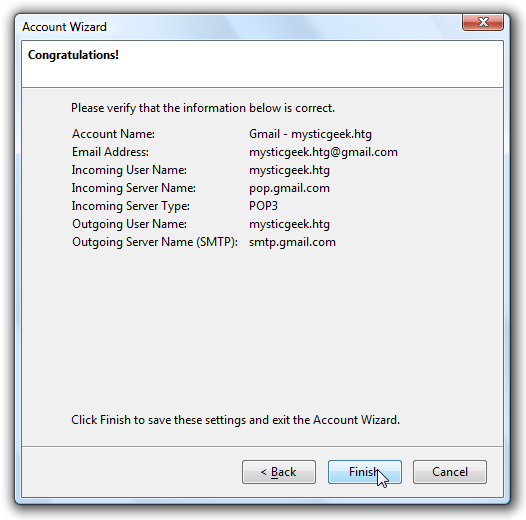 Account Wizard
Congratulations!
Please verify that the information below is correct.
Account Name: Gmail - mysticgeek.htg
Email Address: mysticgeek.htg@gmail.com
Incoming User Name: mysticgeek.htg
Incoming Server Name: pop.gmail.com
Incoming Server Type: POP3
Outgoing User Name: mysticgeek.htg
Outgoing Server Name (SMTP): smtp.gmail.com
Click Finish to save these settings and exit the Account Wizard.
< Back Finish Cancel